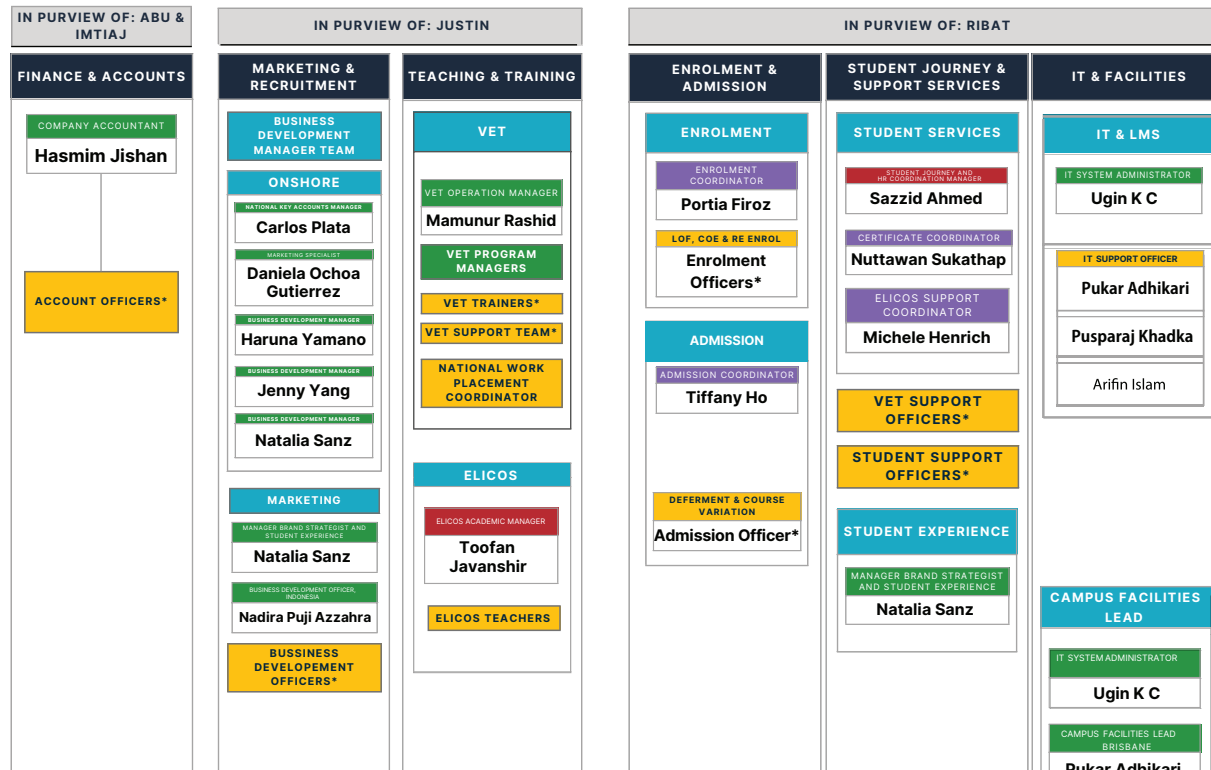 IN PURVIEW OF: ABU &
IMTIAJ
FINANCE & ACCOUNTS
COMPANY ACCOUNTANT
Hasmim Jishan
ACCOUNT OFFICERS*
IN PURVIEW OF: JUSTIN
MARKETING &
RECRUITMENT
BUSINESS
DEVELOPMENT
MANAGER TEAM
ONSHORE
NATIONAL KEY ACCOUNTS MANAGER
Carlos Plata
MARKETING SPECIALIST
Daniela Ochoa
Gutierrez
BUSINESS DEVELOPMENT MANAGER
Haruna Yamano
BUSINESS DEVELOPMENT MANAGER
Jenny Yang
BUSINESS DEVELOPMENT MANAGER
Natalia Sanz
MARKETING
MANAGER BRAND STRATEGIST AND
STUDENT EXPERIENCE
Natalia Sanz
BUSINESS DEVELOPMENT OFFICER,
INDONESIA
Nadira Puji Azzahra
BUSSINESS
DEVELOPEMENT
OFFICERS*
TEACHING & TRAINING
VET
VET OPERATION MANAGER
Mamunur Rashid
VET PROGRAM
MANAGERS
VET TRAINERS*
VET SUPPORT TEAM*
NATIONAL WORK
PLACEMENT
COORDINATOR
ELICOS
ELICOS ACADEMIC MANAGER
Toofan
Javanshir
ELICOS TEACHERS
IN PURVIEW OF: RIBAT
ENROLMENT &
ADMISSION
ENROLMENT
ENROLMENT
COORDINATOR
Portia Firoz
LOF, COE & RE ENROL
Enrolment
Officers*
ADMISSION
ADMISSION COORDINATOR
Tiffany Ho
DEFERMENT & COURSE
VARIATION
Admission Officer*
STUDENT JOURNEY &
SUPPORT SERVICES
STUDENT SERVICES
STUDENT JOURNEY AND
HR COORDINATION MANAGER
Sazzid Ahmed
CERTIFICATE COORDINATOR
Nuttawan Sukathap
ELICOS SUPPORT
COORDINATOR
Michele Henrich
VET SUPPORT
OFFICERS*
STUDENT SUPPORT
OFFICERS*
STUDENT EXPERIENCE
MANAGER BRAND STRATEGIST
AND STUDENT EXPERIENCE
Natalia Sanz
IT & FACILITIES
IT & LMS
IT SYSTEM ADMINISTRATOR
Ugin K C
IT SUPPORT OFFICER
Pukar Adhikari
Pusparaj Khadka
Arifin Islam
CAMPUS FACILITIES
LEAD
IT SYSTEM ADMINISTRATOR
Ugin K C
CAMPUS FACILITIES LEAD
BRISBANE
Pukar Adhikari